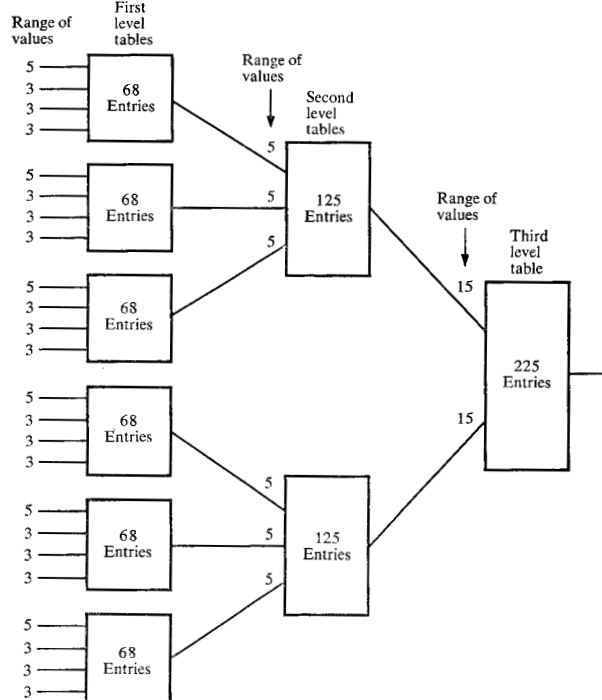 Range of
values
First
level
tables
5
3
3
3
68
Entries
5
3
3
3
68
Entries
5
3
3
3
68
Entries
5
3
3
3
68
Entries
5
3
3
3
68
Entries
5
3
3
3
68
Entries
Range of
values
Second
level
tables
5
5
5
125
Entries
5
5
5
125
Entries
Range of
values
Third
level
table
15
15
225
Entries